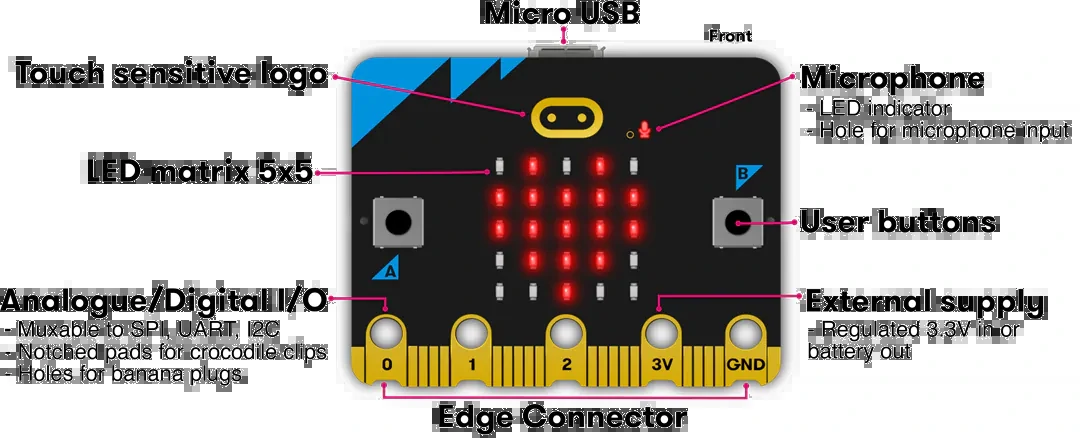 Micro USB
Front
Touch sensitive logo
Microphone
- LED indicator
- Hole for microphone input
LED matrix 5x5
B
User buttons
A
Analogue/Digital I/O
- Muxable to SPI, UART, I2C
- Notched pads for crocodile clips
- Holes for banana plugs
External supply
- Regulated 3.3V in or
battery out
0 1 2 3V GND
Edge Connector